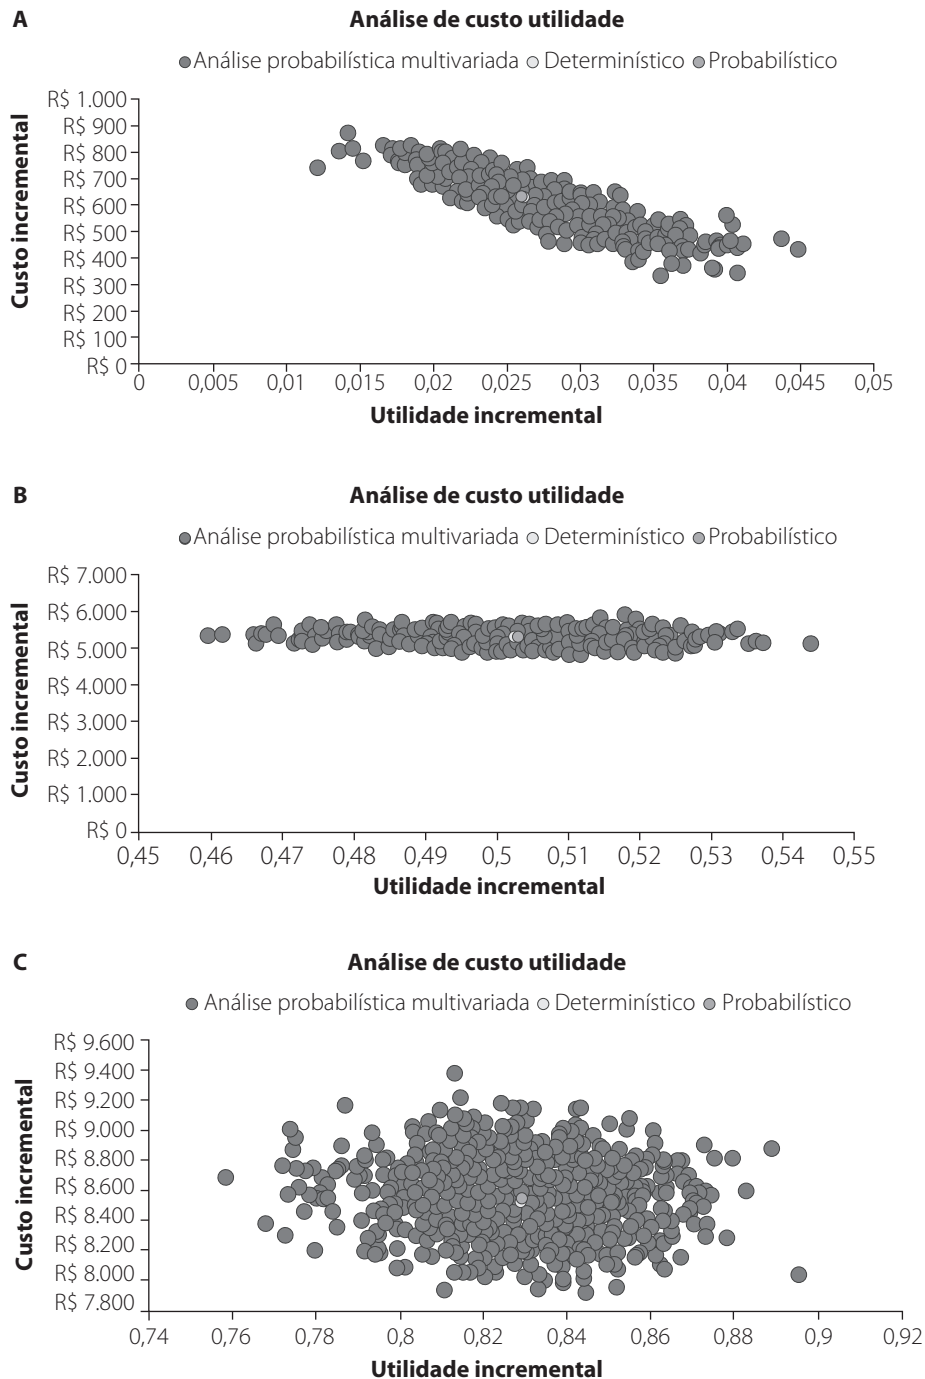 A
Análise de custo utilidade
Análise probabilística multivariada Determinístico Probabilístico
Custo incremental
R$ 1.000
R$ 900
R$ 800
R$ 700
R$ 600
R$ 500
R$ 400
R$ 300
R$ 200
R$ 100
R$ 0
0 0,005 0,01 0,015 0,02 0,025 0,03 0,035 0,04 0,045 0,05
Utilidade incremental
B
Análise de custo utilidade
Análise probabilística multivariada Determinístico Probabilístico
Custo incremental
R$ 7.000
R$ 6.000
R$ 5.000
R$ 4.000
R$ 3.000
R$ 2.000
R$ 1.000
R$ 0
0,45 0,46 0,47 0,48 0,49 0,5 0,51 0,52 0,53 0,54 0,55
Utilidade incremental
C
Análise de custo utilidade
Análise probabilística multivariada Determinístico Probabilístico
Custo incremental
R$ 9.600
R$ 9.400
R$ 9.200
R$ 9.000
R$ 8.800
R$ 8.600
R$ 8.400
R$ 8.200
R$ 8.000
R$ 7.800
0,74 0,76 0,78 0,8 0,82 0,84 0,86 0,88 0,9 0,92
Utilidade incremental